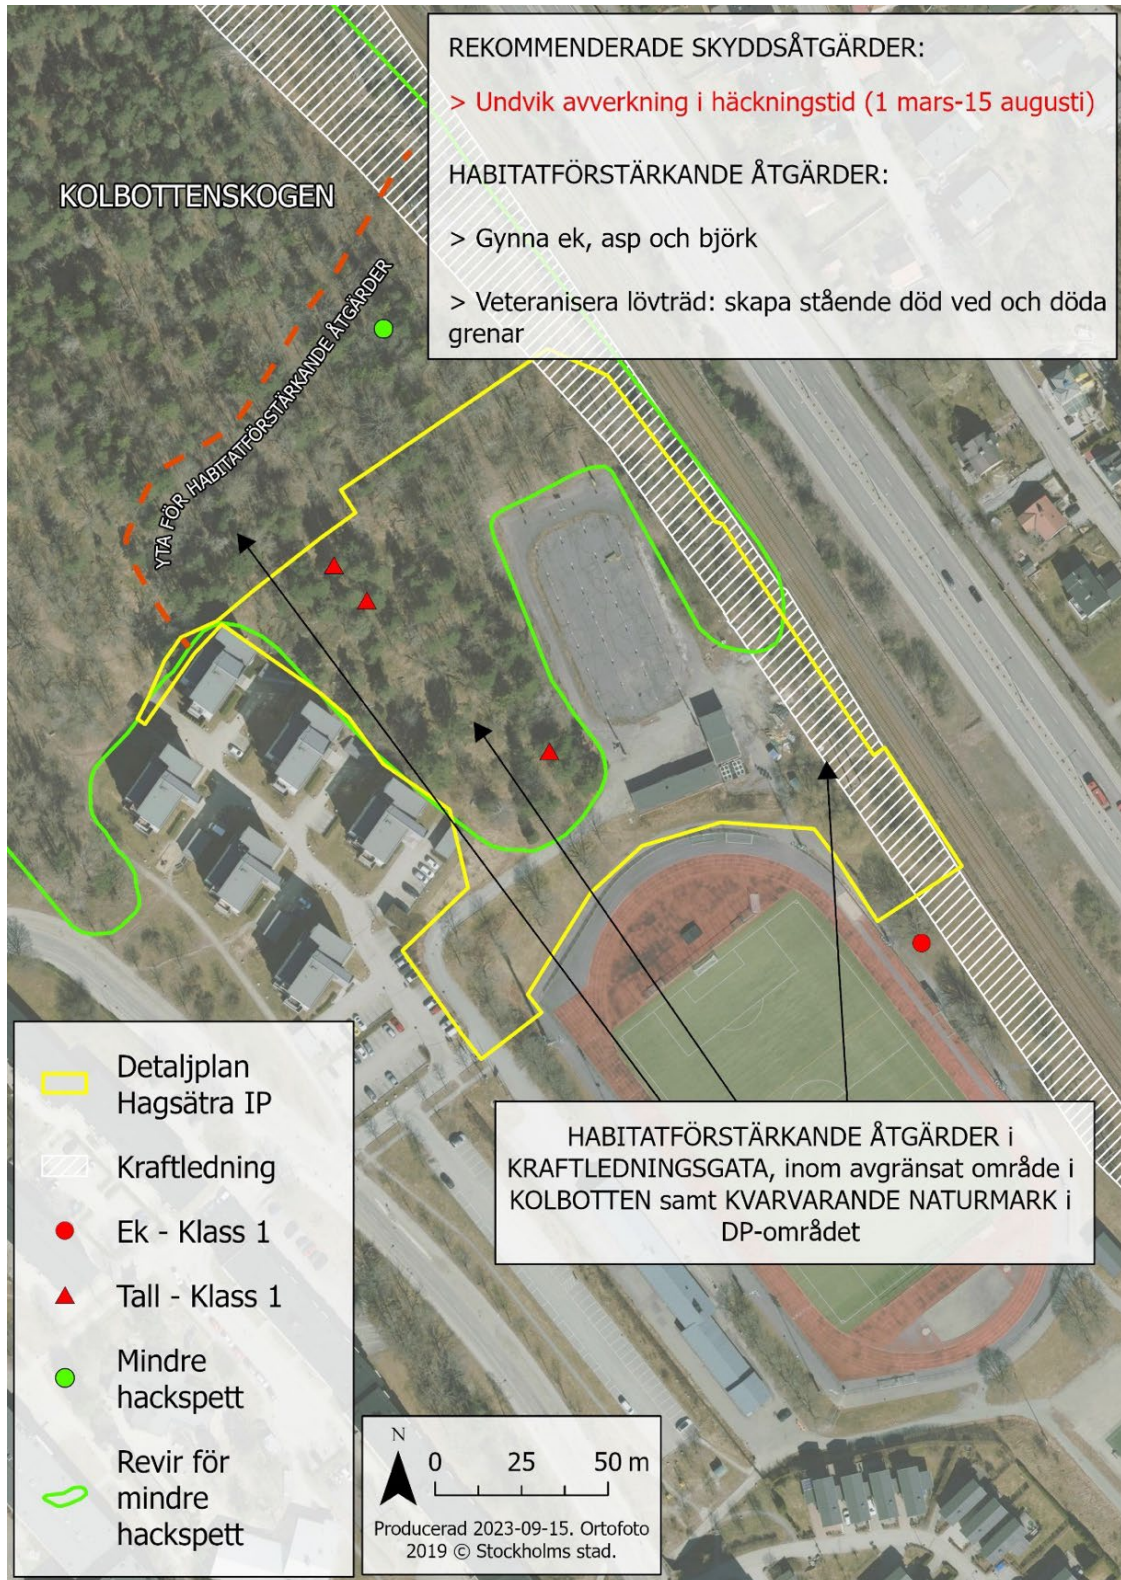 REKOMMENDERADE SKYDDSÅTGÄRDER:
> Undvik avverkning i häckningstid (1 mars-15 augusti)
HABITATFÖRSTÄRKANDE ÅTGÄRDER:
> Gynna ek, asp och björk
> Veteranisera lövträd: skapa stående död ved och döda
grenar
KOLBOTTENSKOGEN
YTA FÖR HABITATFÖRSTÄRKANDE ÅTGÄRDER
HABITATFÖRSTÄRKANDE ÅTGÄRDER i
KRAFTLEDNINGSGATA, inom avgränsat område i
KOLBOTTEN samt KVARVARANDE NATURMARK i
DP-området
Detaljplan
Hagsätra IP
Kraftledning
Ek - Klass 1
Tall - Klass 1
Mindre
hackspett
Revir för
mindre
hackspett
N
0 25 50 m
Producerad 2023-09-15. Ortofoto
2019 © Stockholms stad.